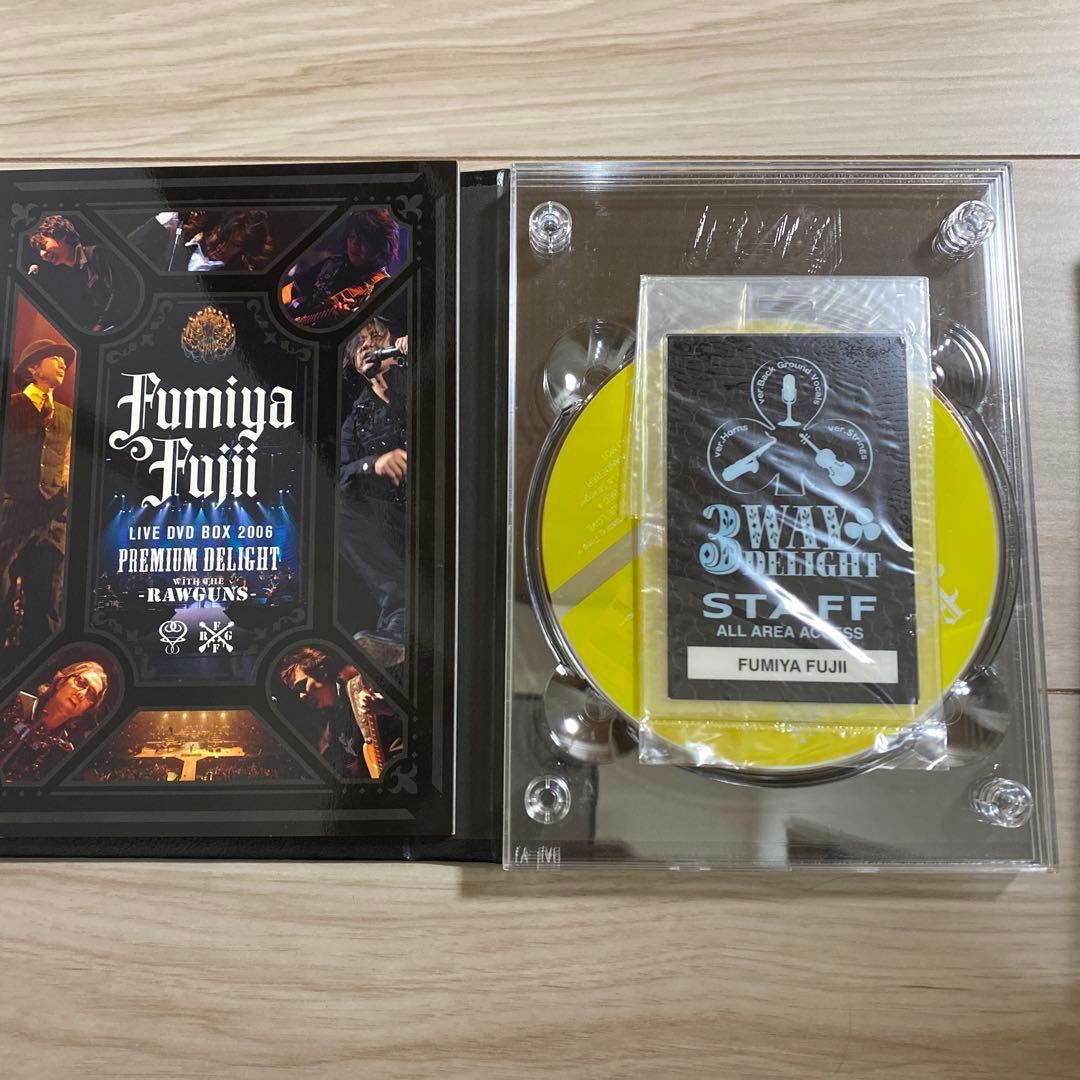 Fumiya
Fujii
LIVE DVD BOX 2006
PREMIUM DELIGHT
WITH THE
-RAWGUNS-
F
R G
F
ver.Back Ground Vocals
ver.Horns
ver.Strings
3WAY
DELIGHT
STAFF
ALL AREA ACCESS
FUMIYA FUJII